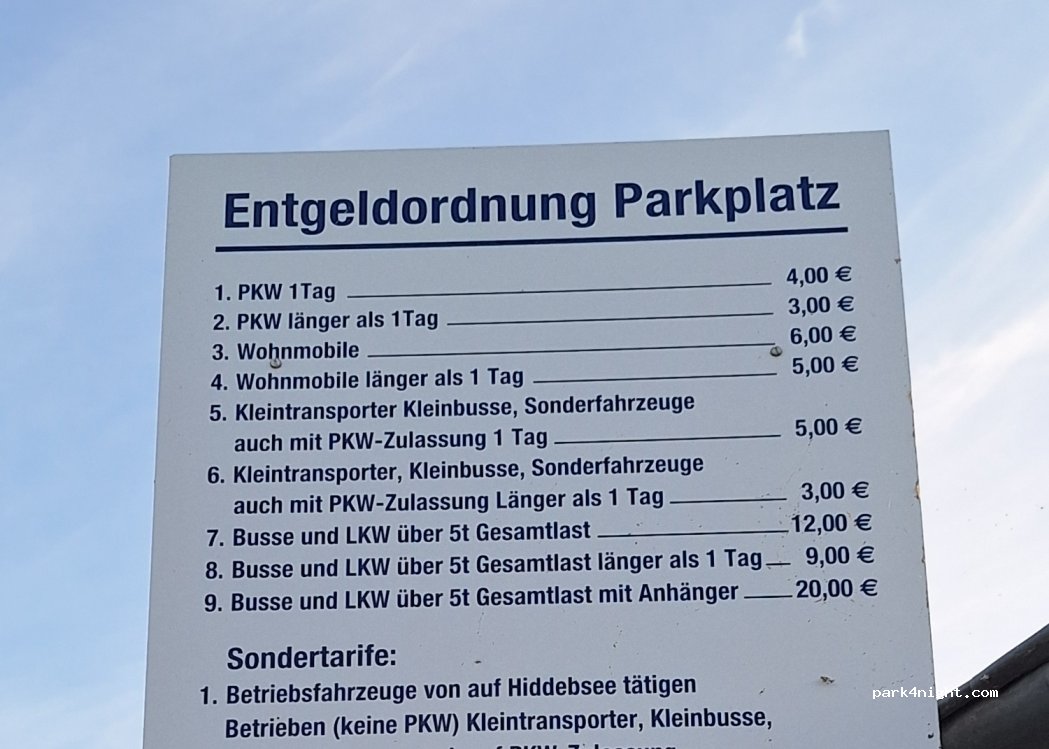 Entgeldordnung Parkplatz
1. PKW 1Tag 4,00 €
2. PKW länger als 1Tag 3,00 €
3. Wohnmobile 6,00 €
4. Wohnmobile länger als 1 Tag 5,00 €
5. Kleintransporter Kleinbusse, Sonderfahrzeuge
auch mit PKW-Zulassung 1 Tag 5,00 €
6. Kleintransporter, Kleinbusse, Sonderfahrzeuge
auch mit PKW-Zulassung Länger als 1 Tag 3,00 €
7. Busse und LKW über 5t Gesamtlast 12,00 €
8. Busse und LKW über 5t Gesamtlast länger als 1 Tag 9,00 €
9. Busse und LKW über 5t Gesamtlast mit Anhänger 20,00 €
Sondertarife:
1. Betriebsfahrzeuge von auf Hiddebsee tätigen
Betrieben (keine PKW) Kleintransporter, Kleinbusse,
park4night.com